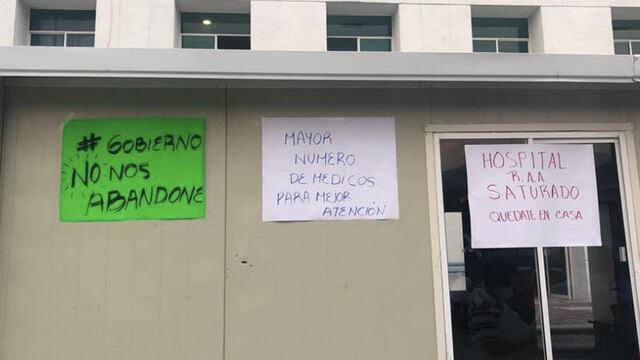 # GOBIERNO
NO NOS
ABANDONE
MAYOR
NUMERO
DE MEDICOS
PARA MEJOR
ATENCIÓN
HOSPITAL
R.A.A
SATURADO
QUEDATE EN CASA